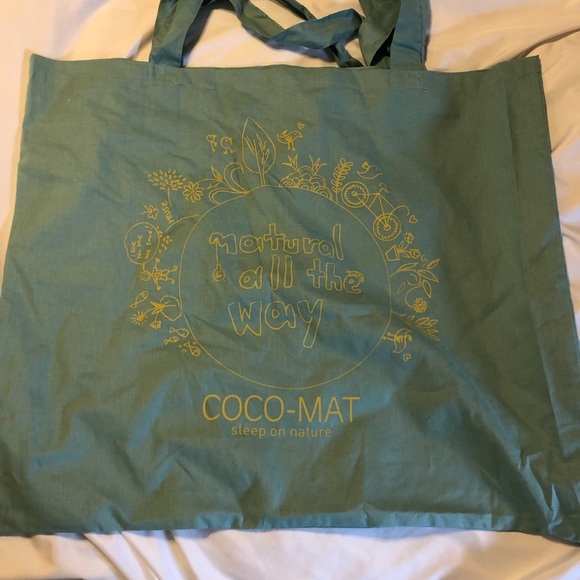 natural
all the
way
COCO-MAT
sleep on nature